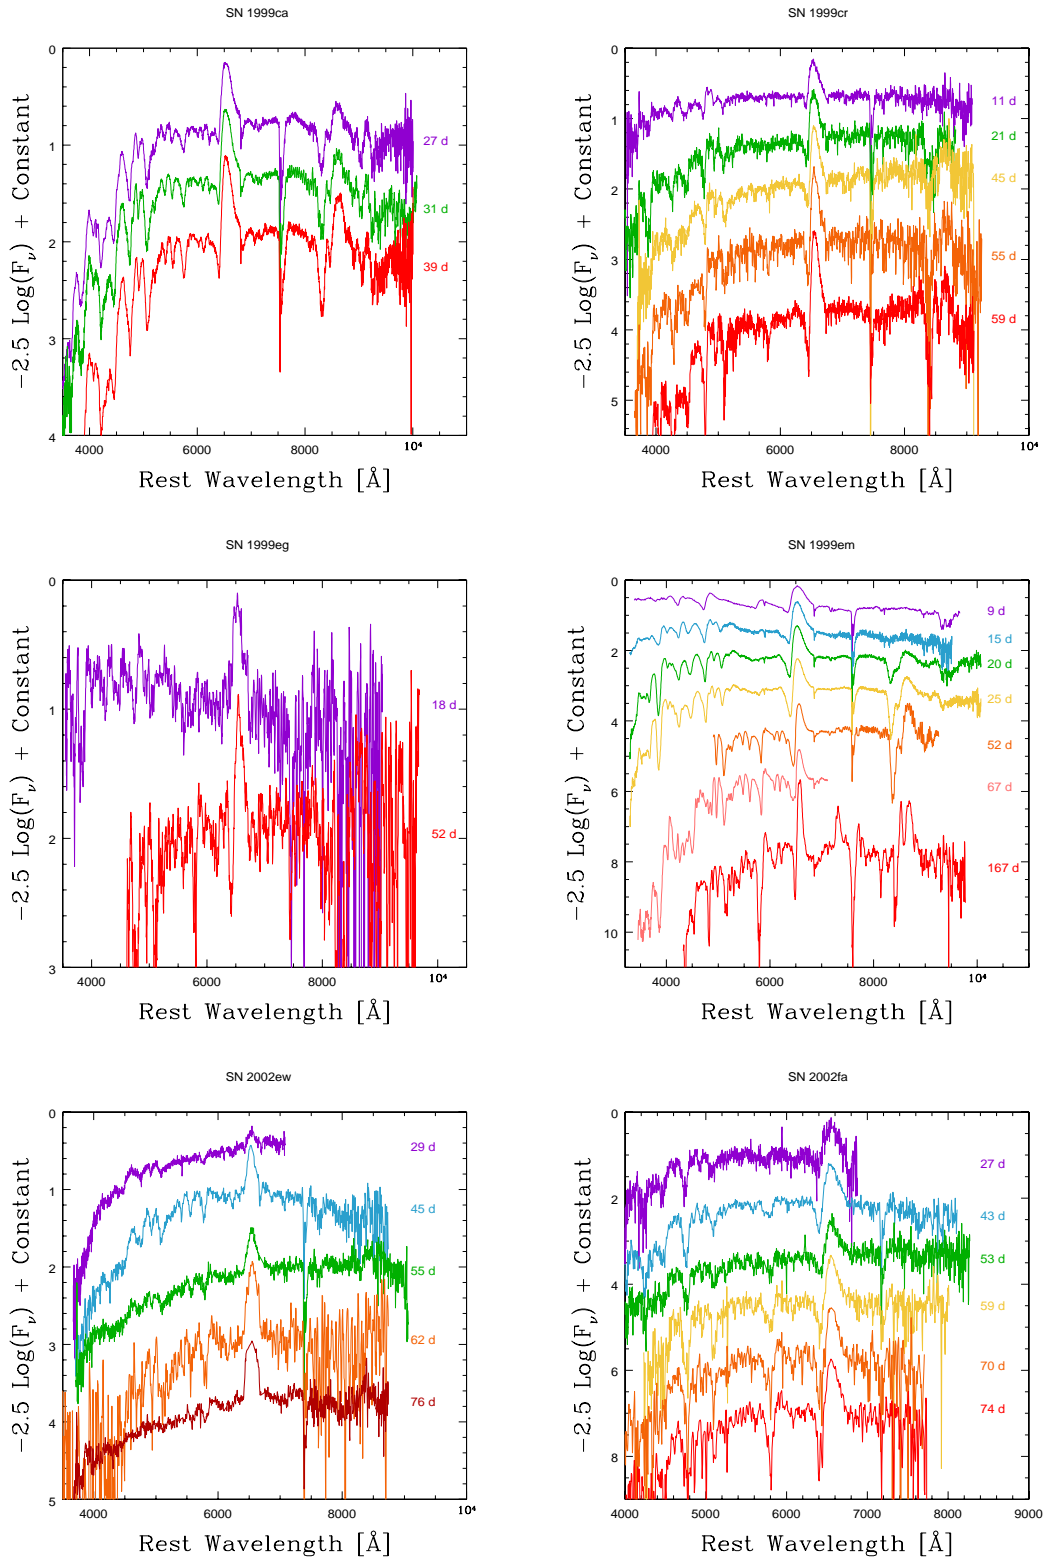 SN 1999ca
0
1
2
3
4
4000
6000
8000
10⁴
27 d
31 d
39 d
−2.5 Log(Fν) + Constant
Rest Wavelength [Å]
SN 1999cr
0
1
2
3
4
5
4000
6000
8000
10⁴
11 d
21 d
45 d
55 d
59 d
−2.5 Log(Fν) + Constant
Rest Wavelength [Å]
SN 1999eg
0
1
2
3
4000
6000
8000
10⁴
18 d
52 d
−2.5 Log(Fν) + Constant
Rest Wavelength [Å]
SN 1999em
0
2
4
6
8
10
4000
6000
8000
10⁴
9 d
15 d
20 d
25 d
52 d
67 d
167 d
−2.5 Log(Fν) + Constant
Rest Wavelength [Å]
SN 2002ew
0
1
2
3
4
5
4000
6000
8000
10⁴
29 d
45 d
55 d
62 d
76 d
−2.5 Log(Fν) + Constant
Rest Wavelength [Å]
SN 2002fa
0
2
4
6
8
4000
5000
6000
7000
8000
9000
27 d
43 d
53 d
59 d
70 d
74 d
−2.5 Log(Fν) + Constant
Rest Wavelength [Å]